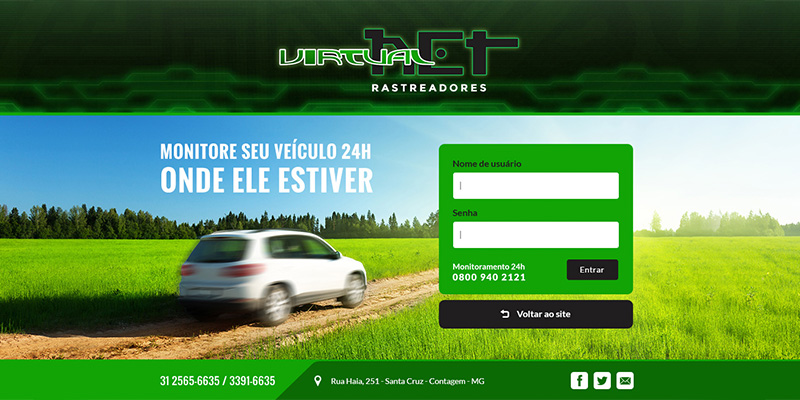 VIRTUAL NET
RASTREADORES
MONITORE SEU VEÍCULO 24H
ONDE ELE ESTIVER
Nome de usuário
Senha
Monitoramento 24h
0800 940 2121
Entrar
Voltar ao site
31 2565-6635 / 3391-6635
Rua Haia, 251 - Santa Cruz - Contagem - MG